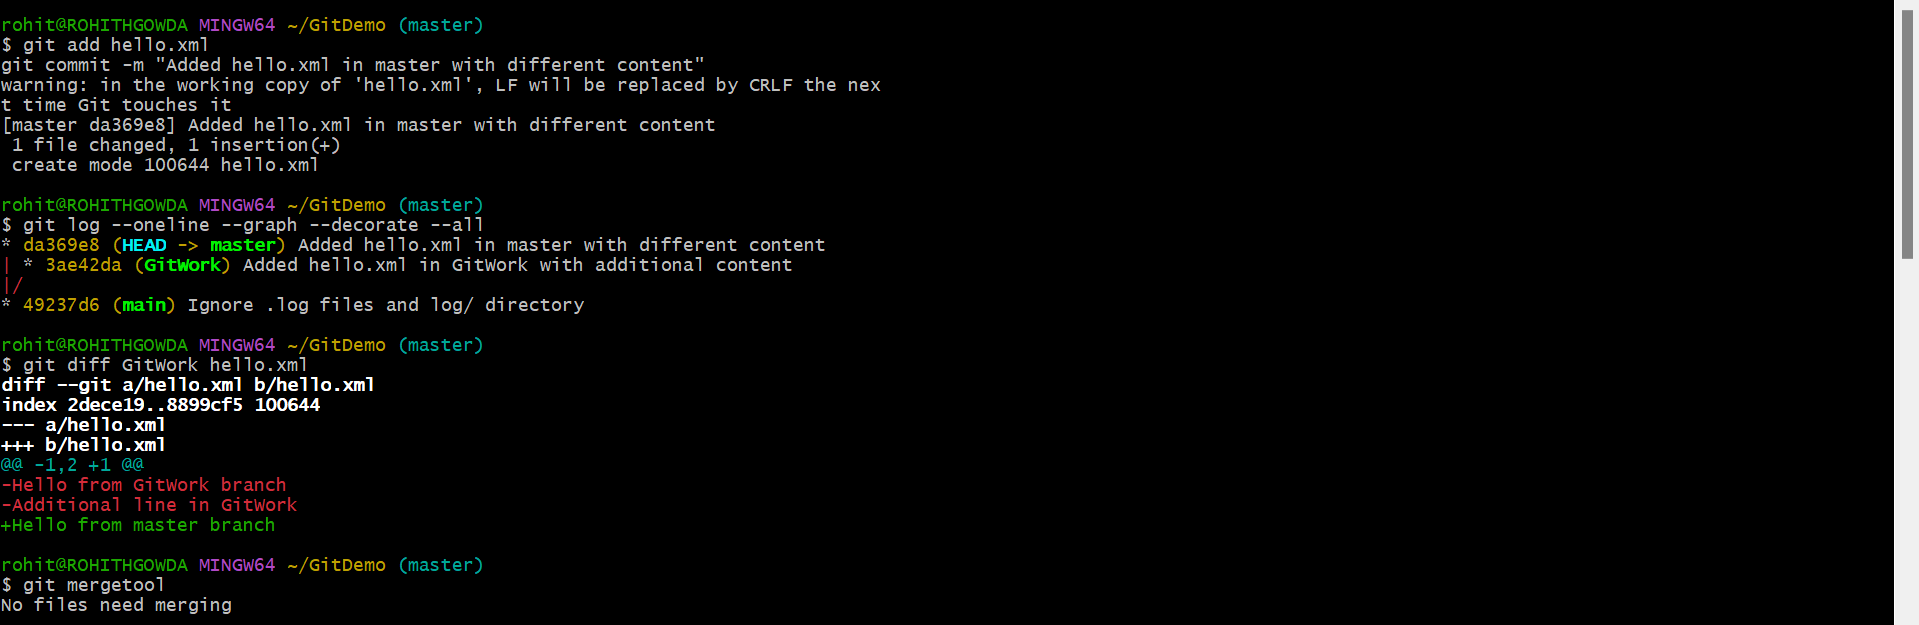 rohit@ROHITHGOWDA MINGW64 ~/GitDemo (master)
$ git add hello.xml
git commit -m "Added hello.xml in master with different content"
warning: in the working copy of 'hello.xml', LF will be replaced by CRLF the nex
t time Git touches it
[master da369e8] Added hello.xml in master with different content
 1 file changed, 1 insertion(+)
 create mode 100644 hello.xml
rohit@ROHITHGOWDA MINGW64 ~/GitDemo (master)
$ git log --oneline --graph --decorate --all
* da369e8 (HEAD -> master) Added hello.xml in master with different content
| * 3ae42da (GitWork) Added hello.xml in GitWork with additional content
|/
* 49237d6 (main) Ignore .log files and log/ directory
rohit@ROHITHGOWDA MINGW64 ~/GitDemo (master)
$ git diff GitWork hello.xml
diff --git a/hello.xml b/hello.xml
index 2dece19..8899cf5 100644
--- a/hello.xml
+++ b/hello.xml
@@ -1,2 +1 @@
-Hello from GitWork branch
-Additional line in GitWork
+Hello from master branch
rohit@ROHITHGOWDA MINGW64 ~/GitDemo (master)
$ git mergetool
No files need merging